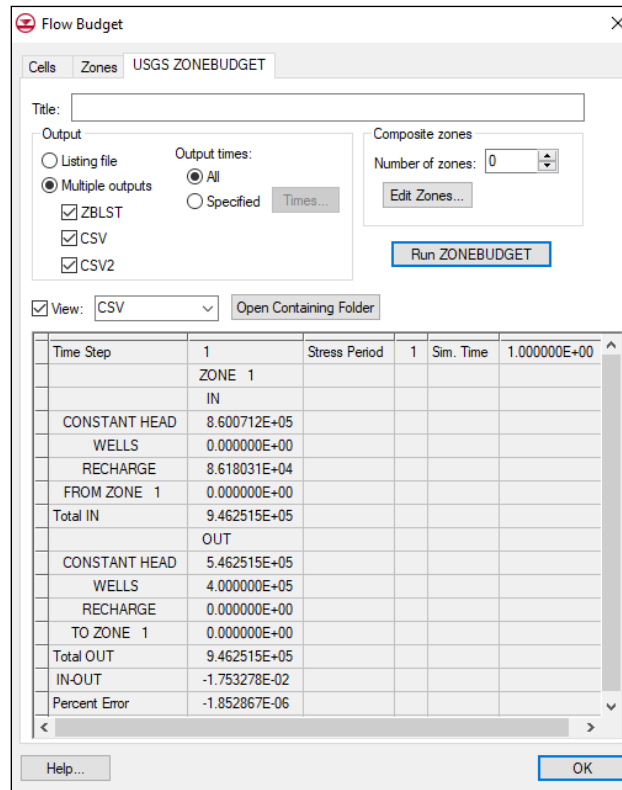 Flow Budget
Cells Zones USGS ZONEBUDGET
Title:
Output
Listing file
Multiple outputs
ZBLST
CSV
CSV2
Output times:
All
Specified Times...
Composite zones
Number of zones: 0
Edit Zones...
Run ZONEBUDGET
View: CSV Open Containing Folder
Time Step 1 Stress Period 1 Sim. Time 1.000000E+00
ZONE 1
IN
CONSTANT HEAD 8.600712E+05
WELLS 0.000000E+00
RECHARGE 8.618031E+04
FROM ZONE 1 0.000000E+00
Total IN 9.462515E+05
OUT
CONSTANT HEAD 5.462515E+05
WELLS 4.000000E+05
RECHARGE 0.000000E+00
TO ZONE 1 0.000000E+00
Total OUT 9.462515E+05
IN-OUT -1.753278E-02
Percent Error -1.852867E-06
Help... OK